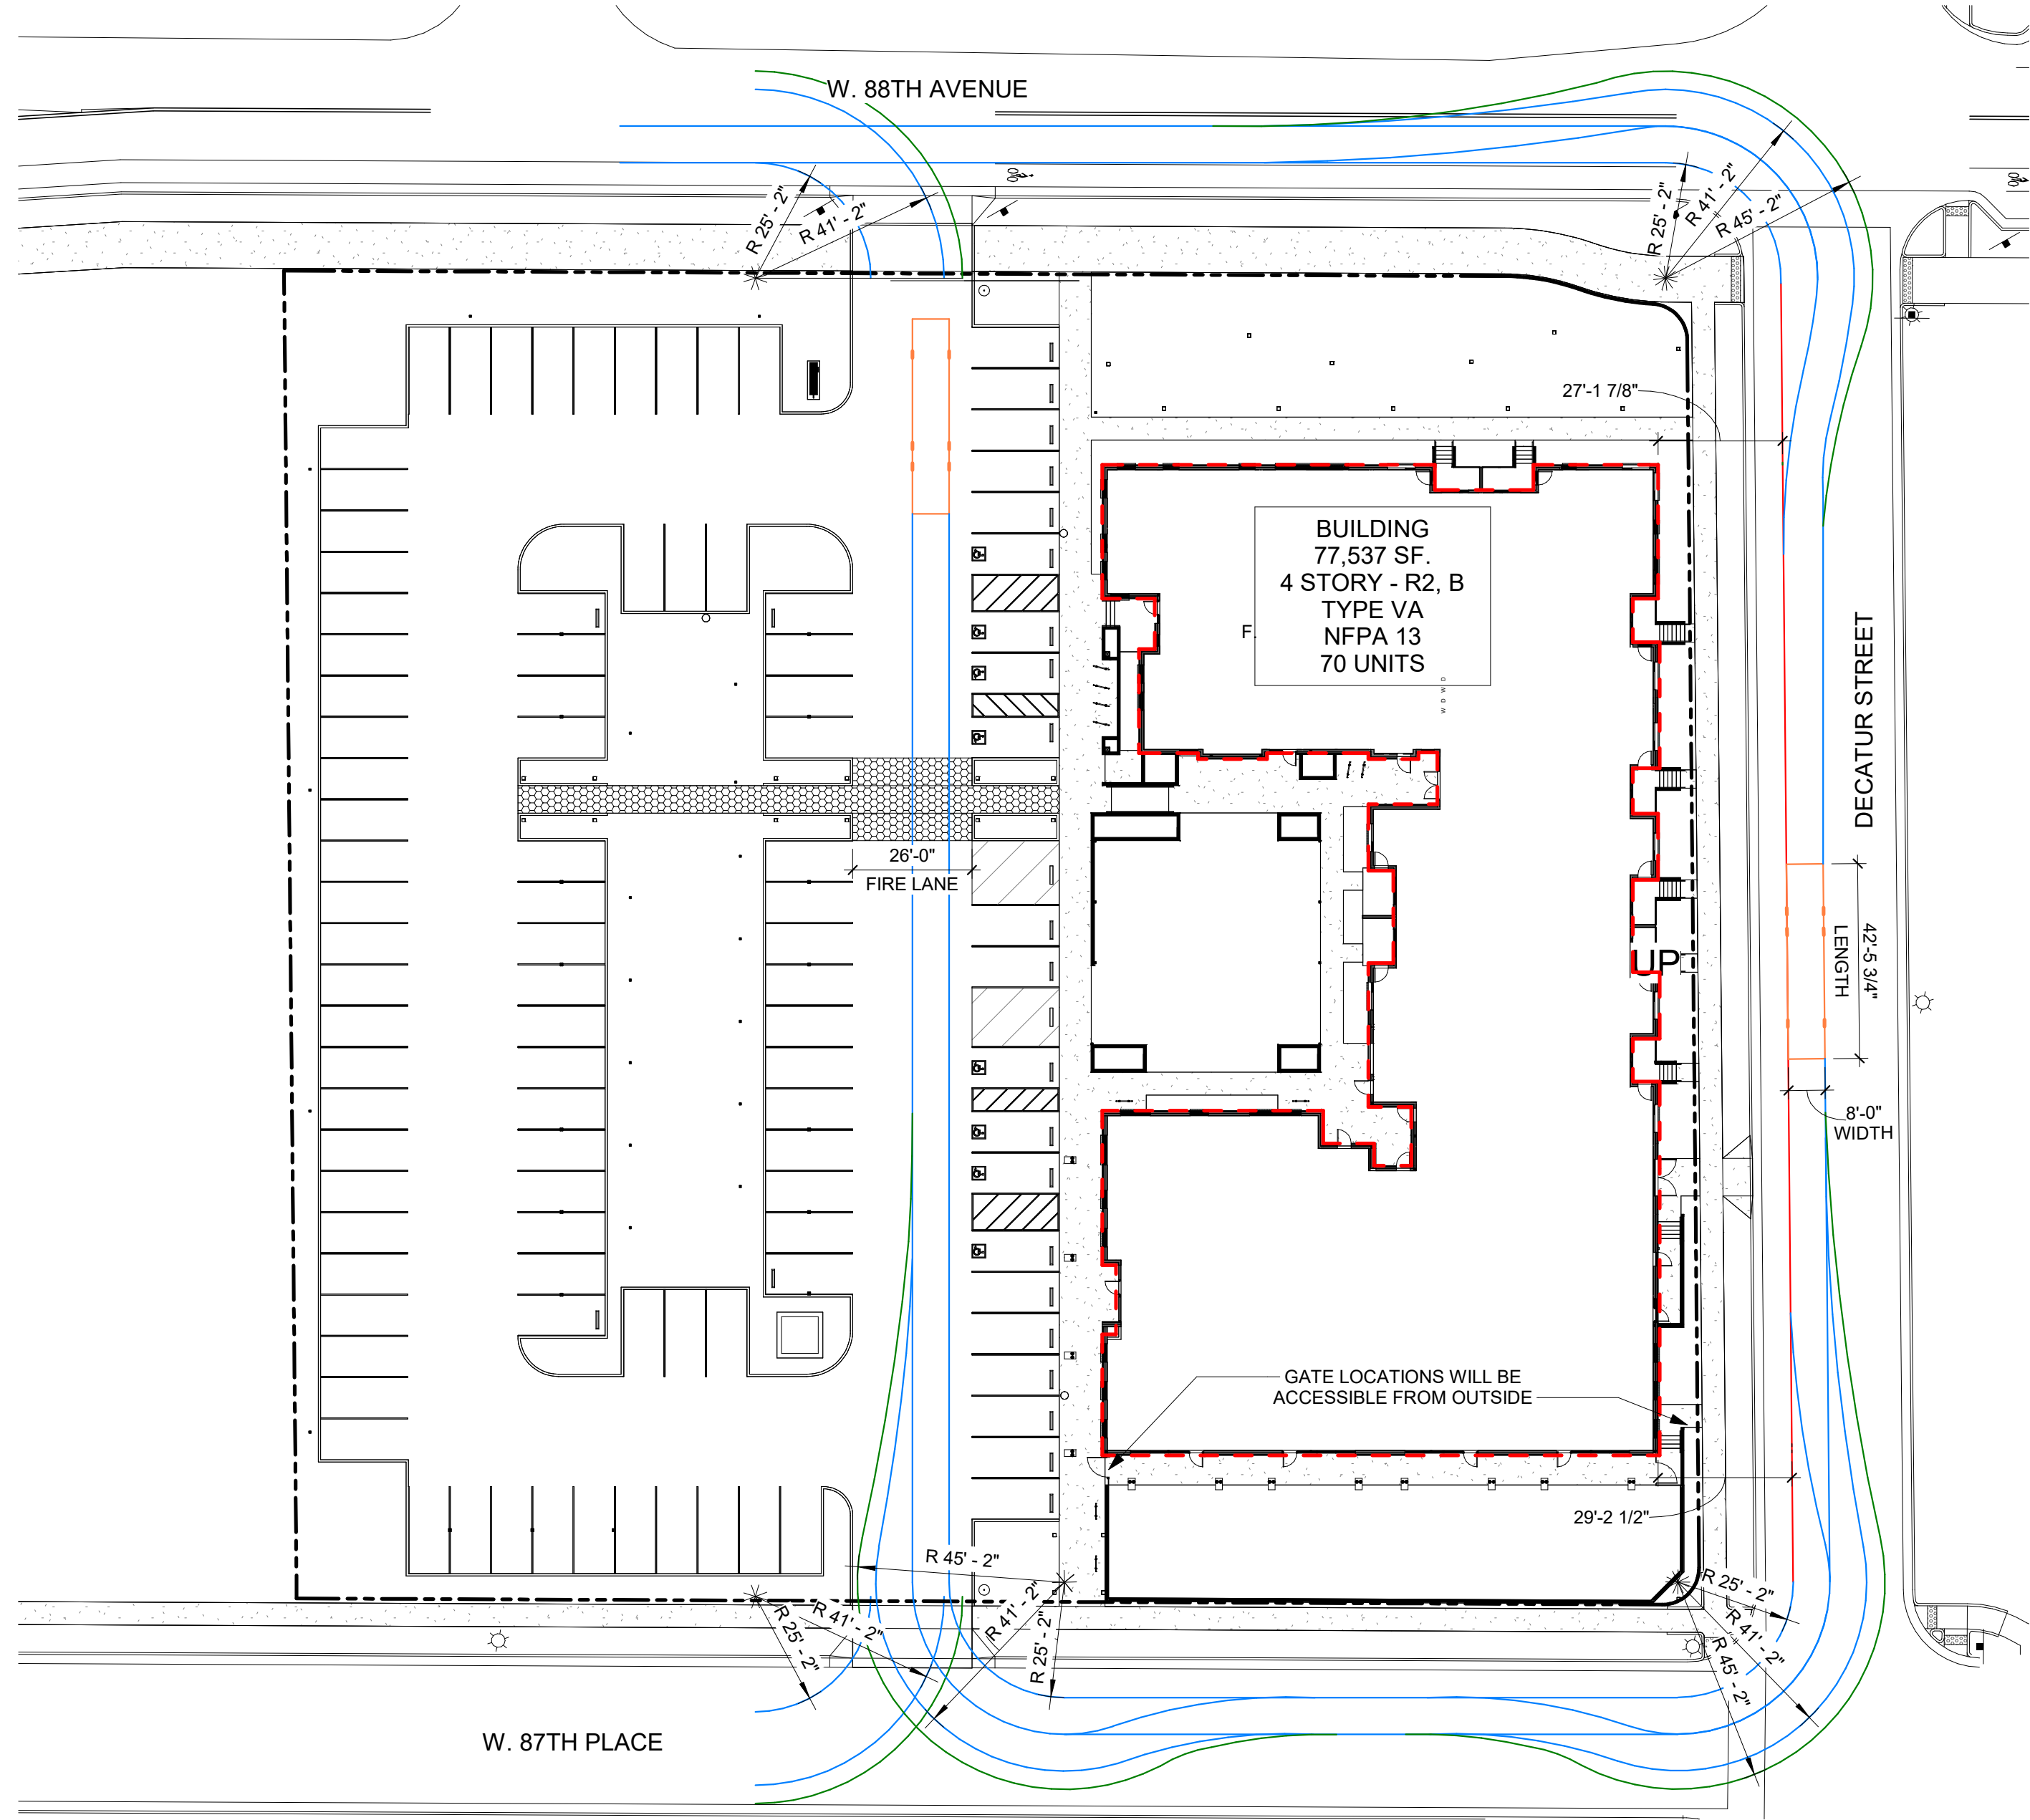 W. 88TH AVENUE
R 25' - 2"
R 41' - 2"
R 25' - 2"
R 41' - 2"
R 45' - 2"
27'-1 7/8"
BUILDING
77,537 SF.
4 STORY - R2, B
TYPE VA
NFPA 13
70 UNITS
F.
D W D W
DECATUR STREET
26'-0"
FIRE LANE
UP
42'-5 3/4"
LENGTH
8'-0"
WIDTH
GATE LOCATIONS WILL BE
ACCESSIBLE FROM OUTSIDE
29'-2 1/2"
R 45' - 2"
R 41' - 2"
R 25' - 2"
R 41' - 2"
R 25' - 2"
R 25' - 2"
R 41' - 2"
R 45' - 2"
W. 87TH PLACE